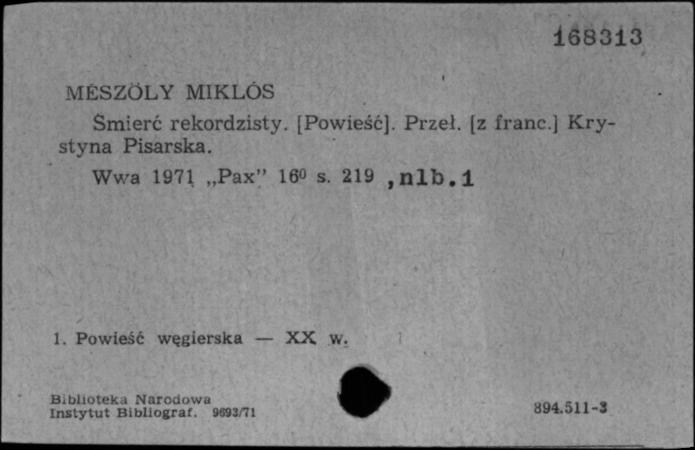 168313
MÉSZÖLY MIKLÓS
Śmierć rekordzisty. [Powieść]. Przeł. [z franc.] Kry-
styna Pisarska.
Wwa 1971 „Pax” 16⁰ s. 219 ,nlb.1
1. Powieść węgierska — XX w.
Biblioteka Narodowa
Instytut Bibliograf. 9693/71
894.511-3